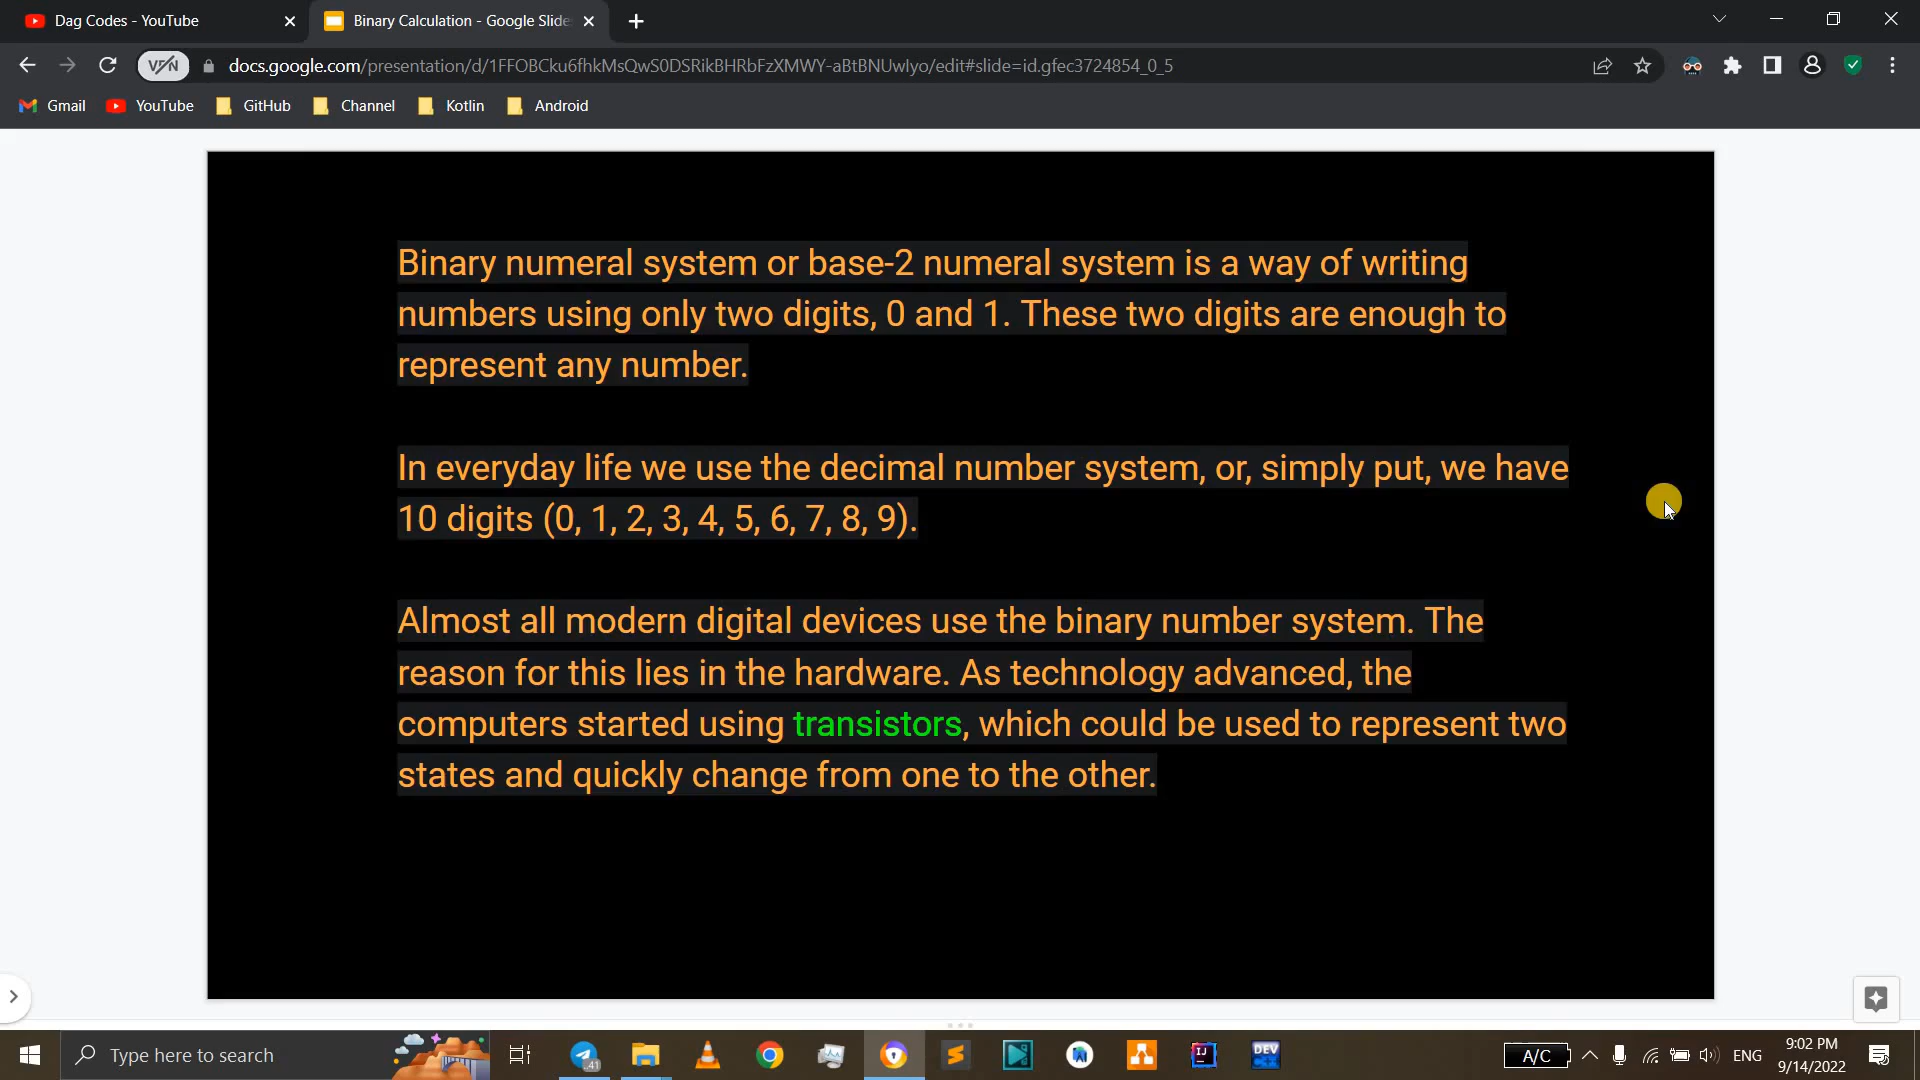 Dag Codes - YouTube
Binary Calculation - Google Slide
VPN
docs.google.com/presentation/d/1FFOBCku6fhkMsQwS0DSRikBHRbFzXMWY-aBtBNUwIyo/edit#slide=id.gfec3724854_0_5
Gmail YouTube GitHub Channel Kotlin Android
Binary numeral system or base-2 numeral system is a way of writing
numbers using only two digits, 0 and 1. These two digits are enough to
represent any number.
In everyday life we use the decimal number system, or, simply put, we have
10 digits (0, 1, 2, 3, 4, 5, 6, 7, 8, 9).
Almost all modern digital devices use the binary number system. The
reason for this lies in the hardware. As technology advanced, the
computers started using transistors, which could be used to represent two
states and quickly change from one to the other.
Type here to search
41
IJ
DEV
A/C
ENG
9:02 PM
9/14/2022